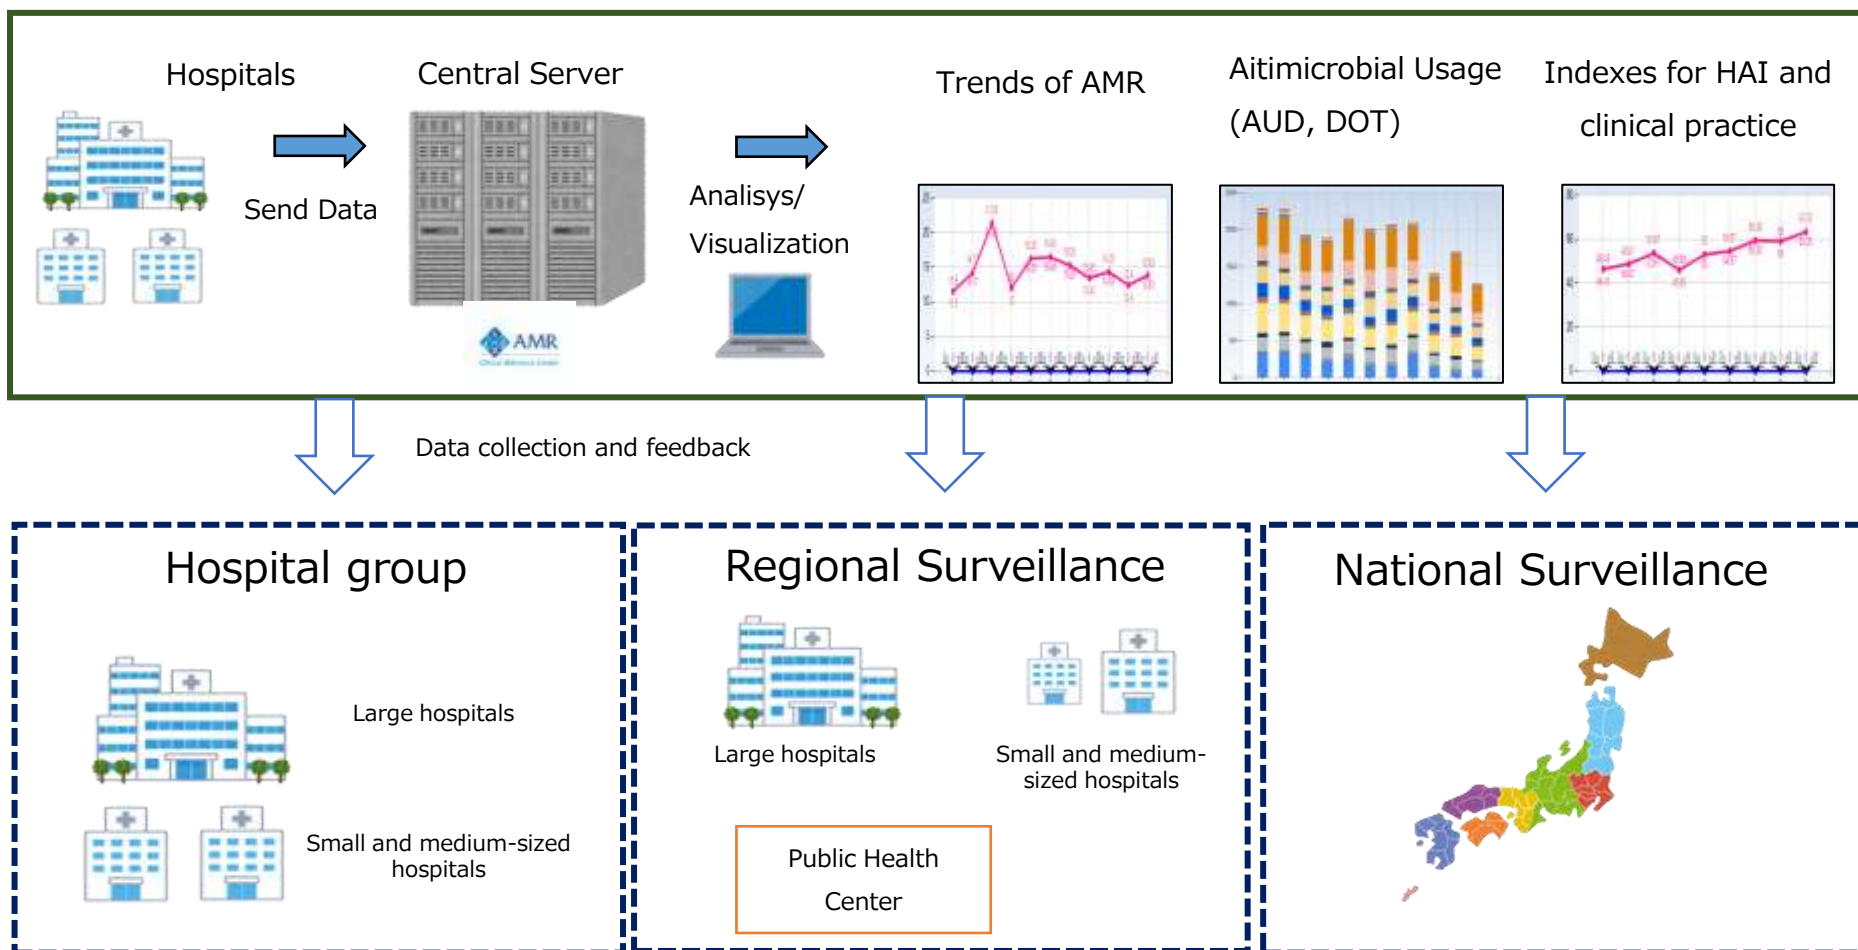 Hospitals
Central Server
Send Data
AMR
Analisys/
Visualization
Trends of AMR
Aitimicrobial Usage
(AUD, DOT)
Indexes for HAI and
clinical practice
Data collection and feedback
Hospital group
Large hospitals
Small and medium-sized
hospitals
Regional Surveillance
Large hospitals
Small and medium-
sized hospitals
Public Health
Center
National Surveillance